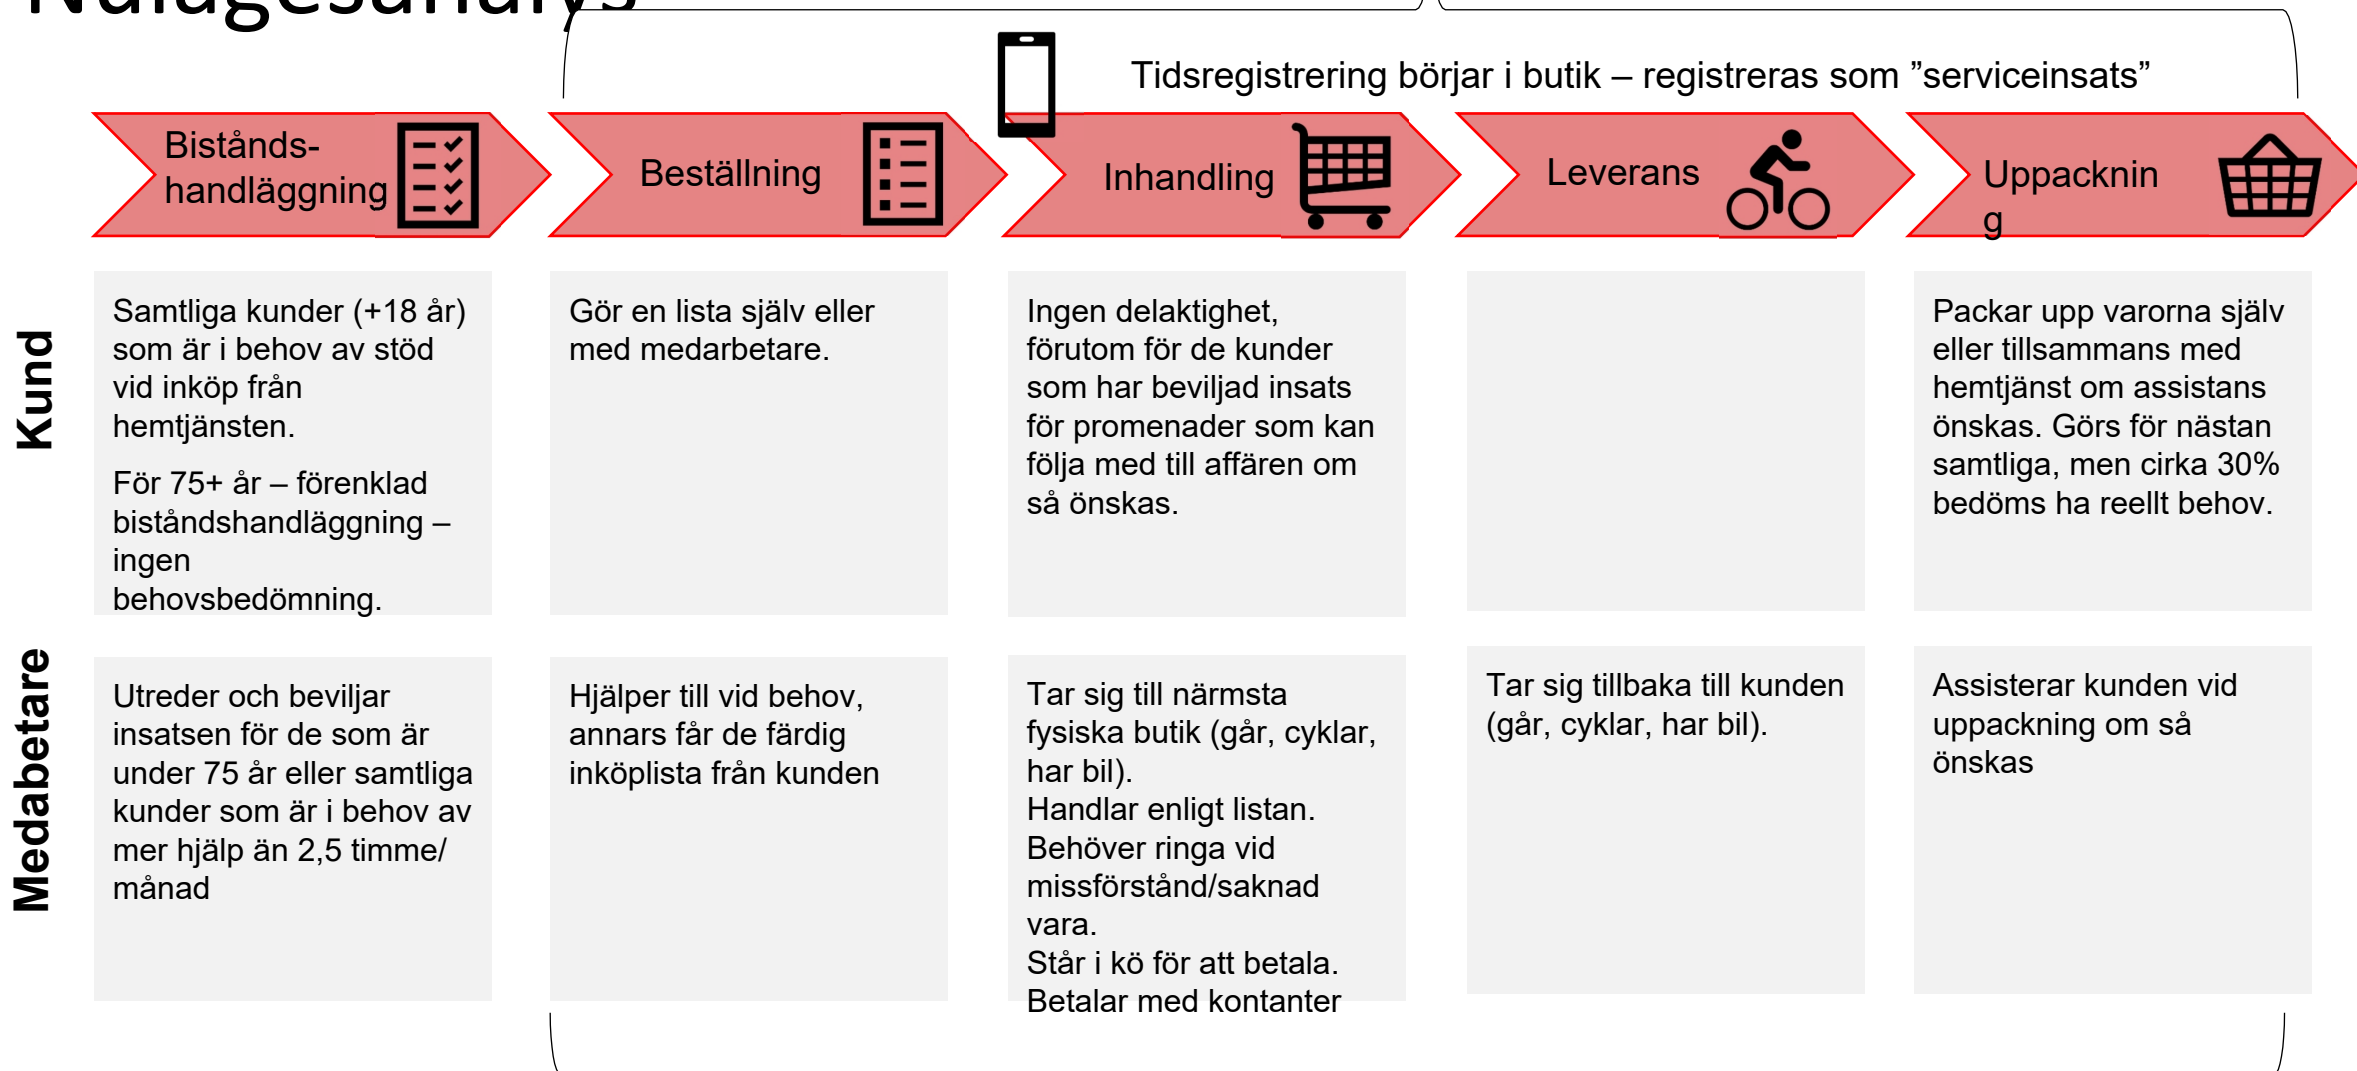 Nulägesanalys
Tidsregistrering börjar i butik – registreras som ”serviceinsats”
Bistånds-
handläggning
Beställning
Inhandling
Leverans
Uppacknin
g
Kund
Samtliga kunder (+18 år)
som är i behov av stöd
vid inköp från
hemtjänsten.
För 75+ år – förenklad
biståndshandläggning –
ingen
behovsbedömning.
Gör en lista själv eller
med medarbetare.
Ingen delaktighet,
förutom för de kunder
som har beviljad insats
för promenader som kan
följa med till affären om
så önskas.
Packar upp varorna själv
eller tillsammans med
hemtjänst om assistans
önskas. Görs för nästan
samtliga, men cirka 30%
bedöms ha reellt behov.
Medabetare
Utreder och beviljar
insatsen för de som är
under 75 år eller samtliga
kunder som är i behov av
mer hjälp än 2,5 timme/
månad
Hjälper till vid behov,
annars får de färdig
inköplista från kunden
Tar sig till närmsta
fysiska butik (går, cyklar,
har bil).
Handlar enligt listan.
Behöver ringa vid
missförstånd/saknad
vara.
Står i kö för att betala.
Betalar med kontanter
Tar sig tillbaka till kunden
(går, cyklar, har bil).
Assisterar kunden vid
uppackning om så
önskas